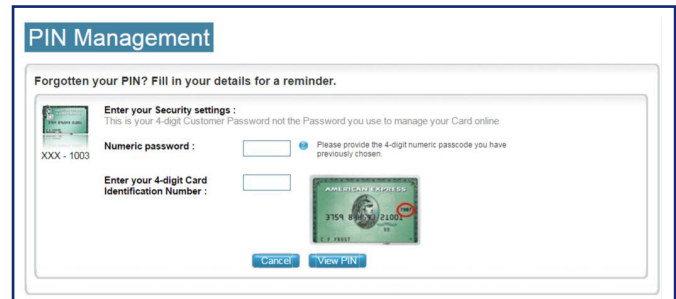 PIN Management
Forgotten your PIN? Fill in your details for a reminder.
Enter your Security settings :
This is your 4-digit Customer Password not the Password you use to manage your Card online
XXX - 1003
Numeric password :
Please provide the 4-digit numeric passcode you have
previously chosen.
Enter your 4-digit Card
Identification Number :
AMERICAN EXPRESS
3759
21001
C F FROST
Cancel
View PIN